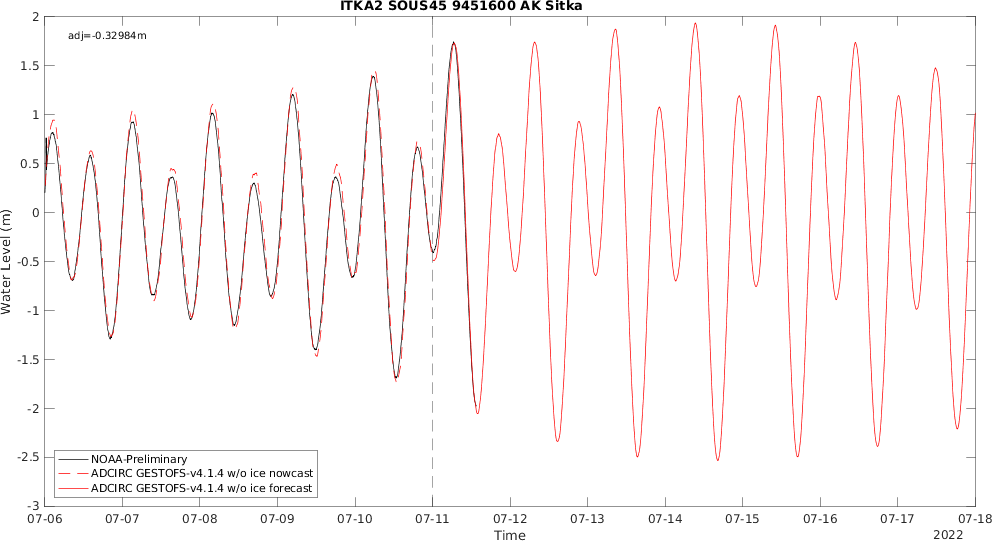 ITKA2 SOUS45 9451600 AK Sitka
adj=-0.32984m
2
1.5
1
0.5
0
-0.5
-1
-1.5
-2
-2.5
-3
Water Level (m)
NOAA-Preliminary
ADCIRC GESTOFS-v4.1.4 w/o ice nowcast
ADCIRC GESTOFS-v4.1.4 w/o ice forecast
07-06 07-07 07-08 07-09 07-10 07-11 07-12 07-13 07-14 07-15 07-16 07-17 07-18
Time
2022